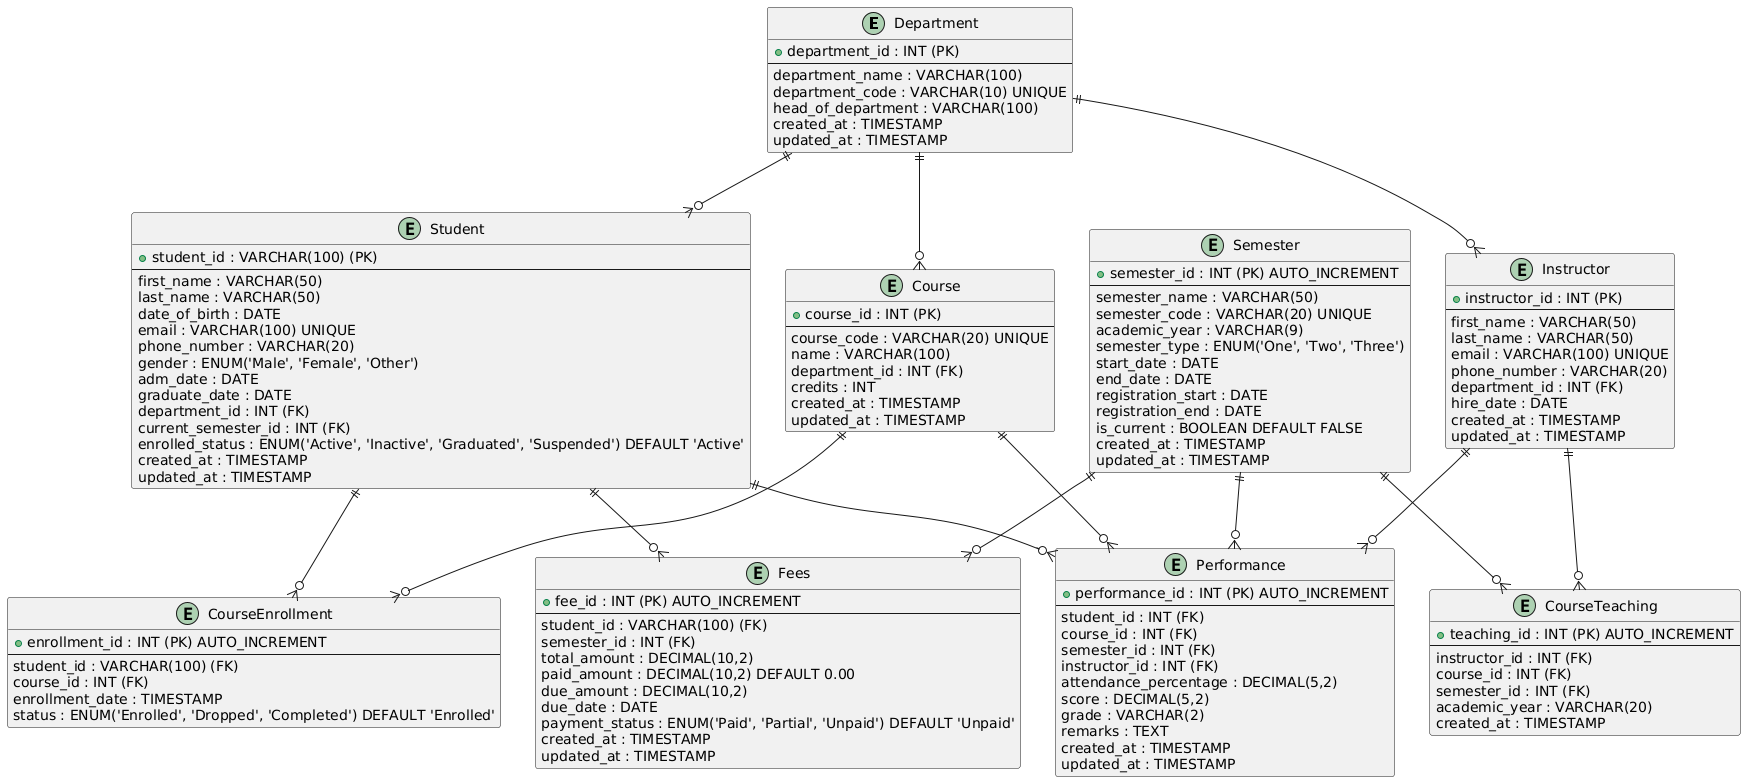 E Department
department_id : INT (PK)
department_name : VARCHAR(100)
department_code : VARCHAR(10) UNIQUE
head_of_department : VARCHAR(100)
created_at : TIMESTAMP
updated_at : TIMESTAMP
E Student
student_id : VARCHAR(100) (PK)
first_name : VARCHAR(50)
last_name : VARCHAR(50)
date_of_birth : DATE
email : VARCHAR(100) UNIQUE
phone_number : VARCHAR(20)
gender : ENUM('Male', 'Female', 'Other')
adm_date : DATE
graduate_date : DATE
department_id : INT (FK)
current_semester_id : INT (FK)
enrolled_status : ENUM('Active', 'Inactive', 'Graduated', 'Suspended') DEFAULT 'Active'
created_at : TIMESTAMP
updated_at : TIMESTAMP
E Course
course_id : INT (PK)
course_code : VARCHAR(20) UNIQUE
name : VARCHAR(100)
department_id : INT (FK)
credits : INT
created_at : TIMESTAMP
updated_at : TIMESTAMP
E Semester
semester_id : INT (PK) AUTO_INCREMENT
semester_name : VARCHAR(50)
semester_code : VARCHAR(20) UNIQUE
academic_year : VARCHAR(9)
semester_type : ENUM('One', 'Two', 'Three')
start_date : DATE
end_date : DATE
registration_start : DATE
registration_end : DATE
is_current : BOOLEAN DEFAULT FALSE
created_at : TIMESTAMP
updated_at : TIMESTAMP
E Instructor
instructor_id : INT (PK)
first_name : VARCHAR(50)
last_name : VARCHAR(50)
email : VARCHAR(100) UNIQUE
phone_number : VARCHAR(20)
department_id : INT (FK)
hire_date : DATE
created_at : TIMESTAMP
updated_at : TIMESTAMP
E CourseEnrollment
enrollment_id : INT (PK) AUTO_INCREMENT
student_id : VARCHAR(100) (FK)
course_id : INT (FK)
enrollment_date : TIMESTAMP
status : ENUM('Enrolled', 'Dropped', 'Completed') DEFAULT 'Enrolled'
E Fees
fee_id : INT (PK) AUTO_INCREMENT
student_id : VARCHAR(100) (FK)
semester_id : INT (FK)
total_amount : DECIMAL(10,2)
paid_amount : DECIMAL(10,2) DEFAULT 0.00
due_amount : DECIMAL(10,2)
due_date : DATE
payment_status : ENUM('Paid', 'Partial', 'Unpaid') DEFAULT 'Unpaid'
created_at : TIMESTAMP
updated_at : TIMESTAMP
E Performance
performance_id : INT (PK) AUTO_INCREMENT
student_id : INT (FK)
course_id : INT (FK)
semester_id : INT (FK)
instructor_id : INT (FK)
attendance_percentage : DECIMAL(5,2)
score : DECIMAL(5,2)
grade : VARCHAR(2)
remarks : TEXT
created_at : TIMESTAMP
updated_at : TIMESTAMP
E CourseTeaching
teaching_id : INT (PK) AUTO_INCREMENT
instructor_id : INT (FK)
course_id : INT (FK)
semester_id : INT (FK)
academic_year : VARCHAR(20)
created_at : TIMESTAMP